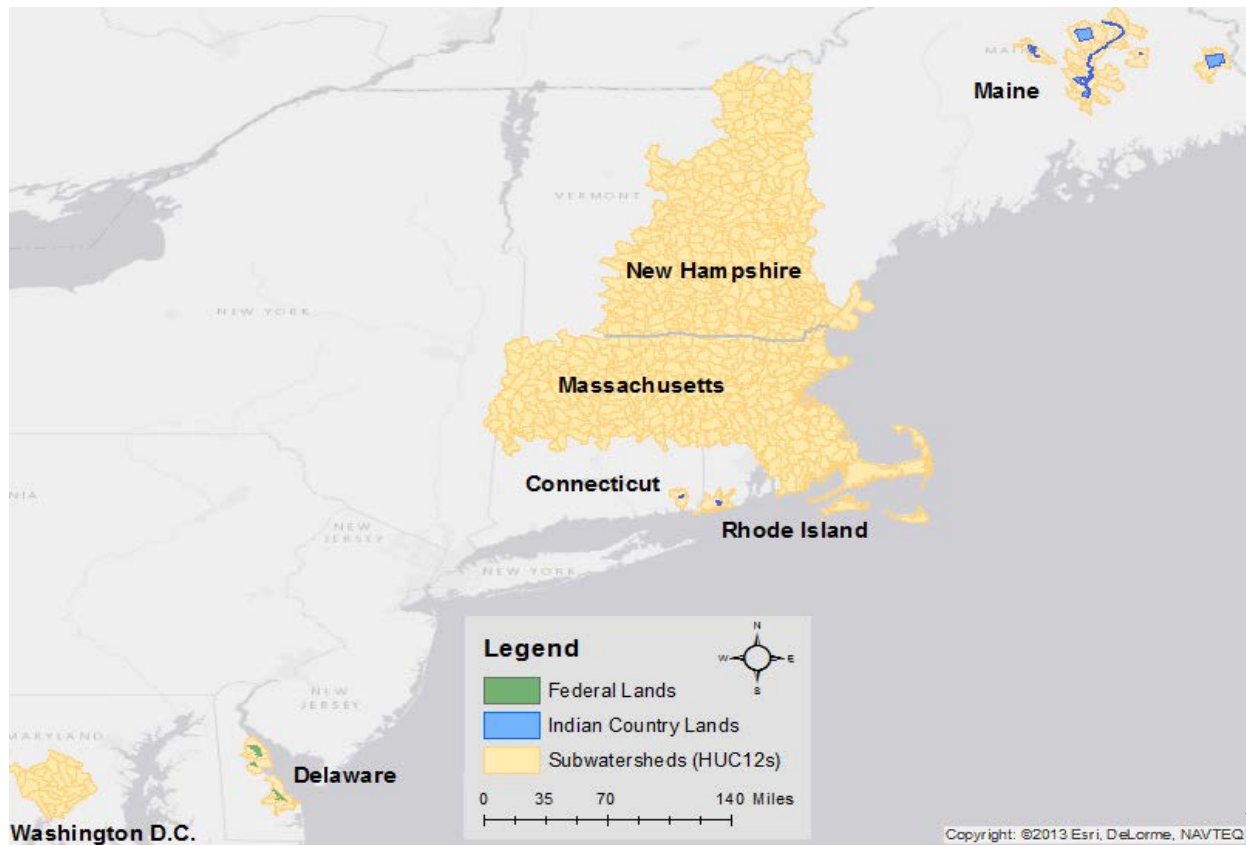 MAINE
Maine
VERMONT
New Hampshire
NEW YORK
Massachusetts
Connecticut
NIA
Rhode Island
NEW
JERSEY
NEW YORK
Legend
N
W
E
S
Federal Lands
Indian Country Lands
Subwatersheds (HUC12s)
0 35 70 140 Miles
NEW
JERSEY
MARYLAND
Delaware
Washington D.C.
Copyright: ©2013 Esri, DeLorme, NAVTEQ